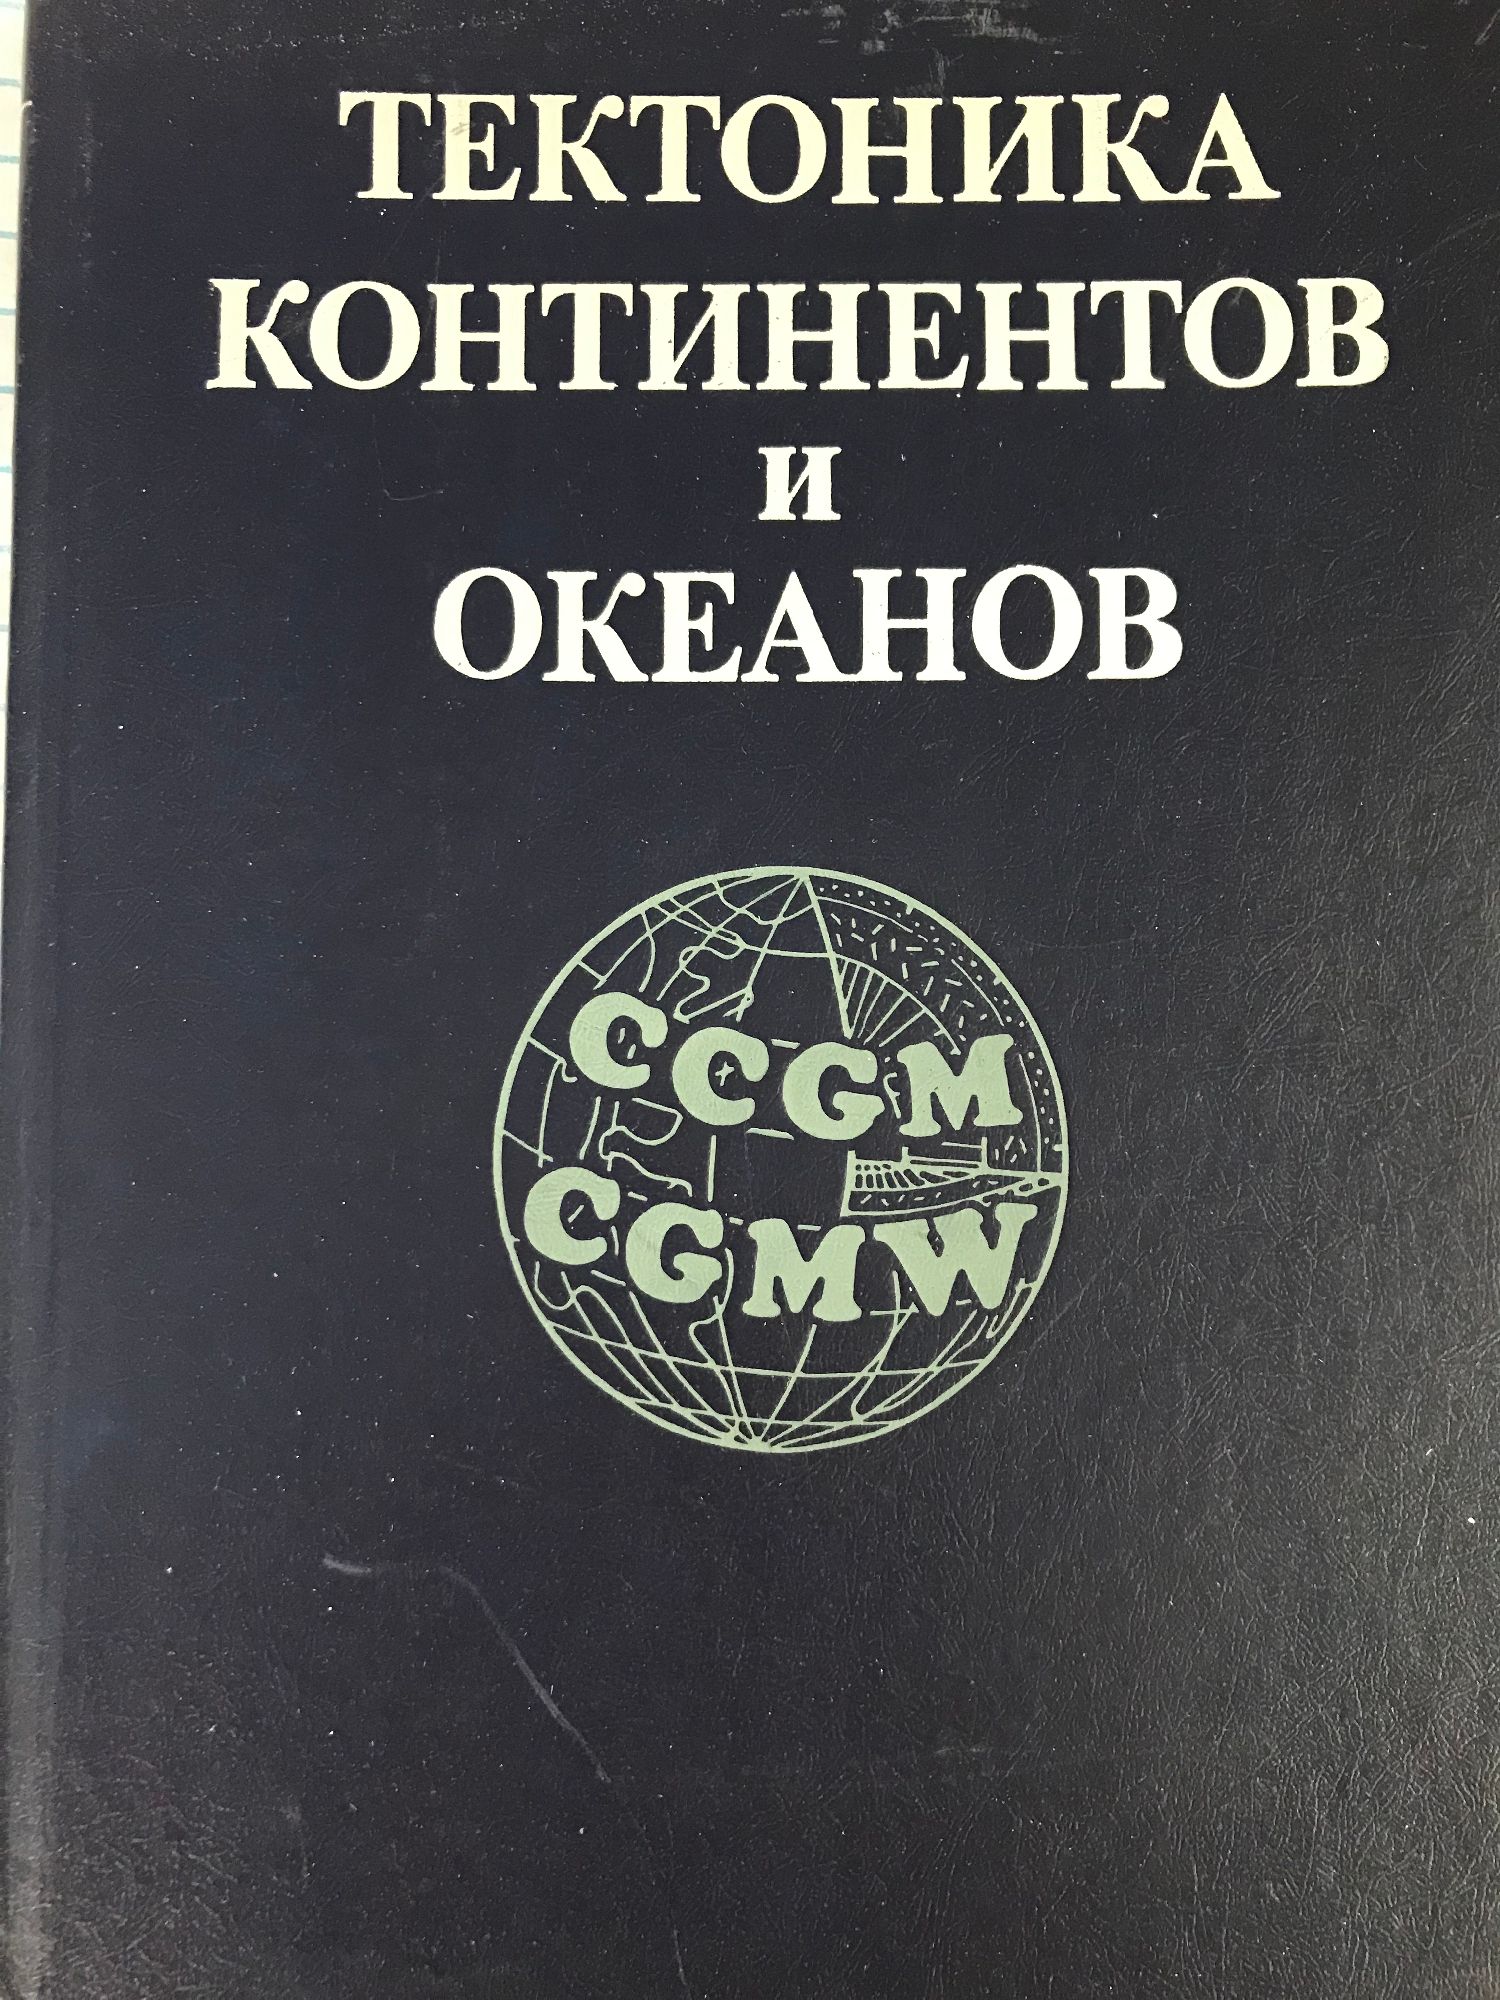 ТЕКТОНИКА
КОНТИНЕНТОВ
И
ОКЕАНОВ
CCGM
CGMW